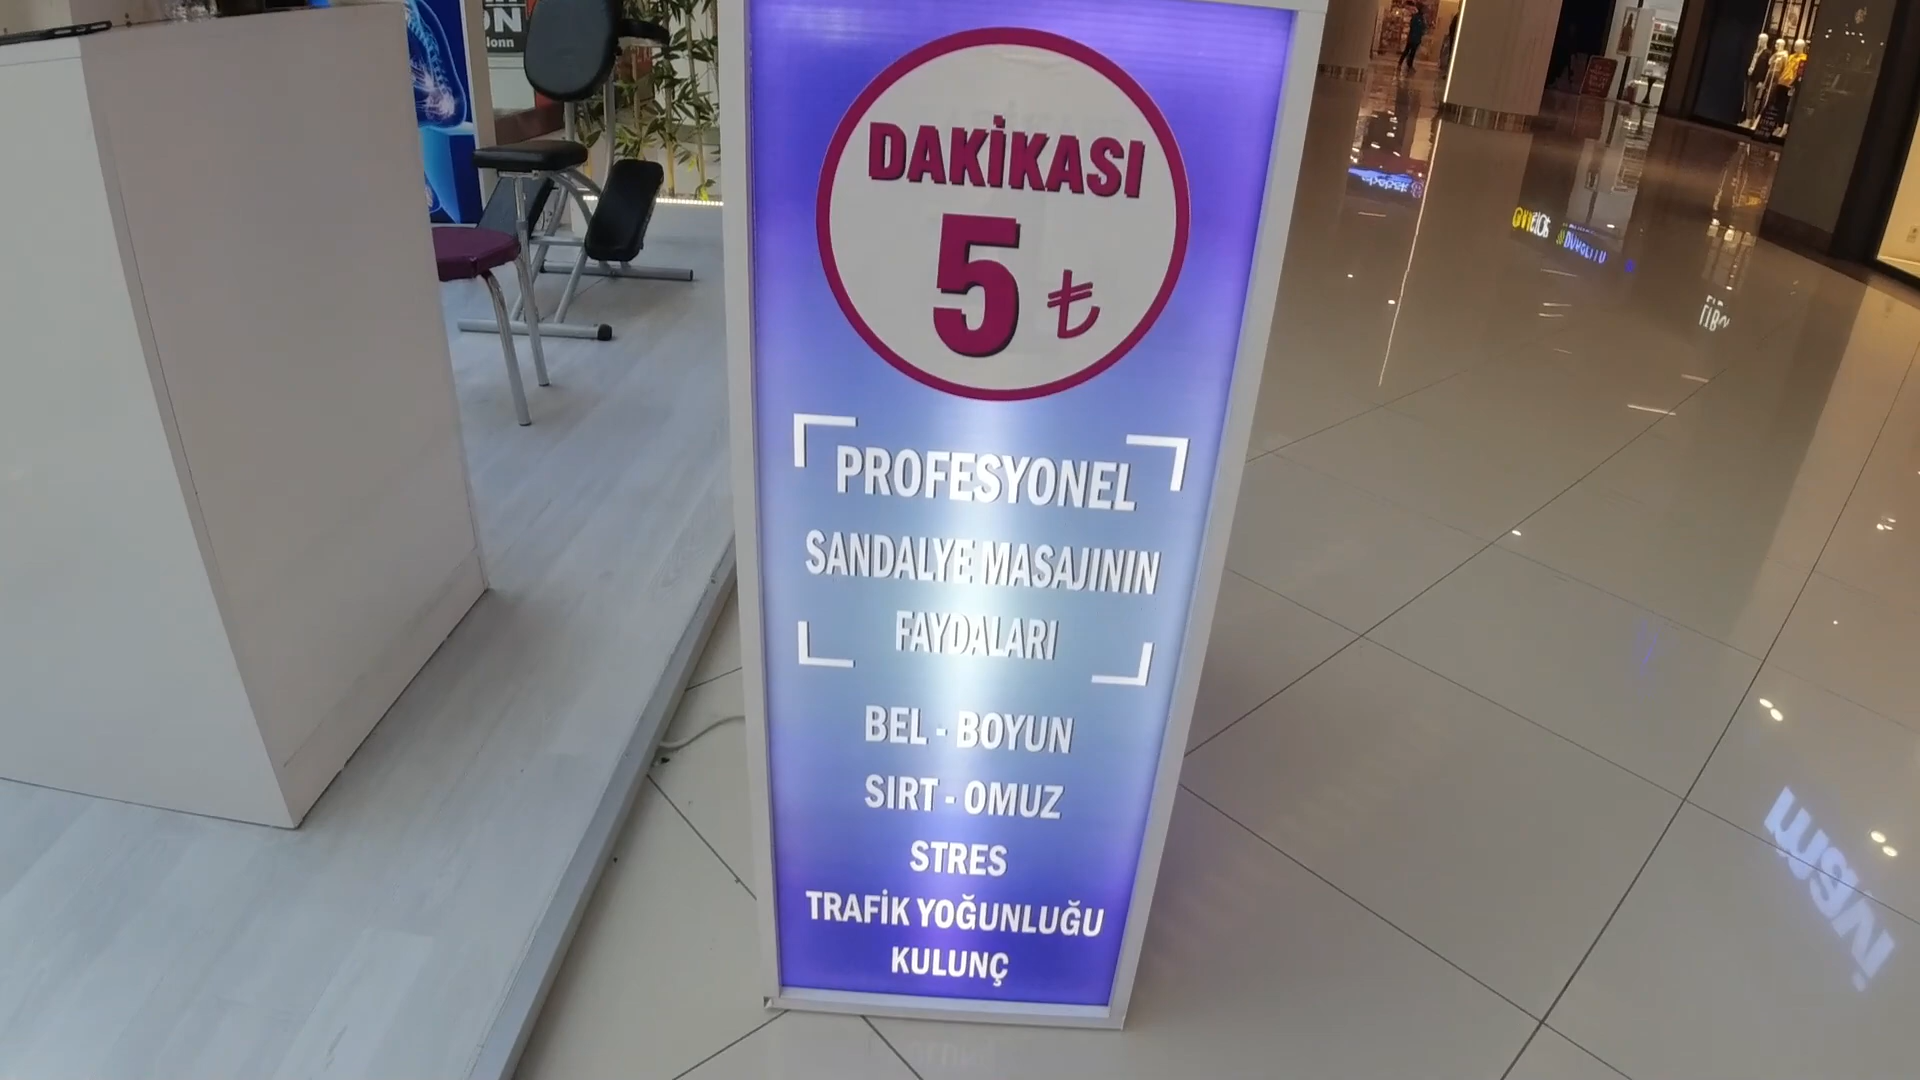 DAKİKASI
5 ₺
PROFESYONEL
SANDALYE MASAJININ
FAYDALARI
BEL - BOYUN
SIRT - OMUZ
STRES
TRAFİK YOĞUNLUĞU
KULUNÇ